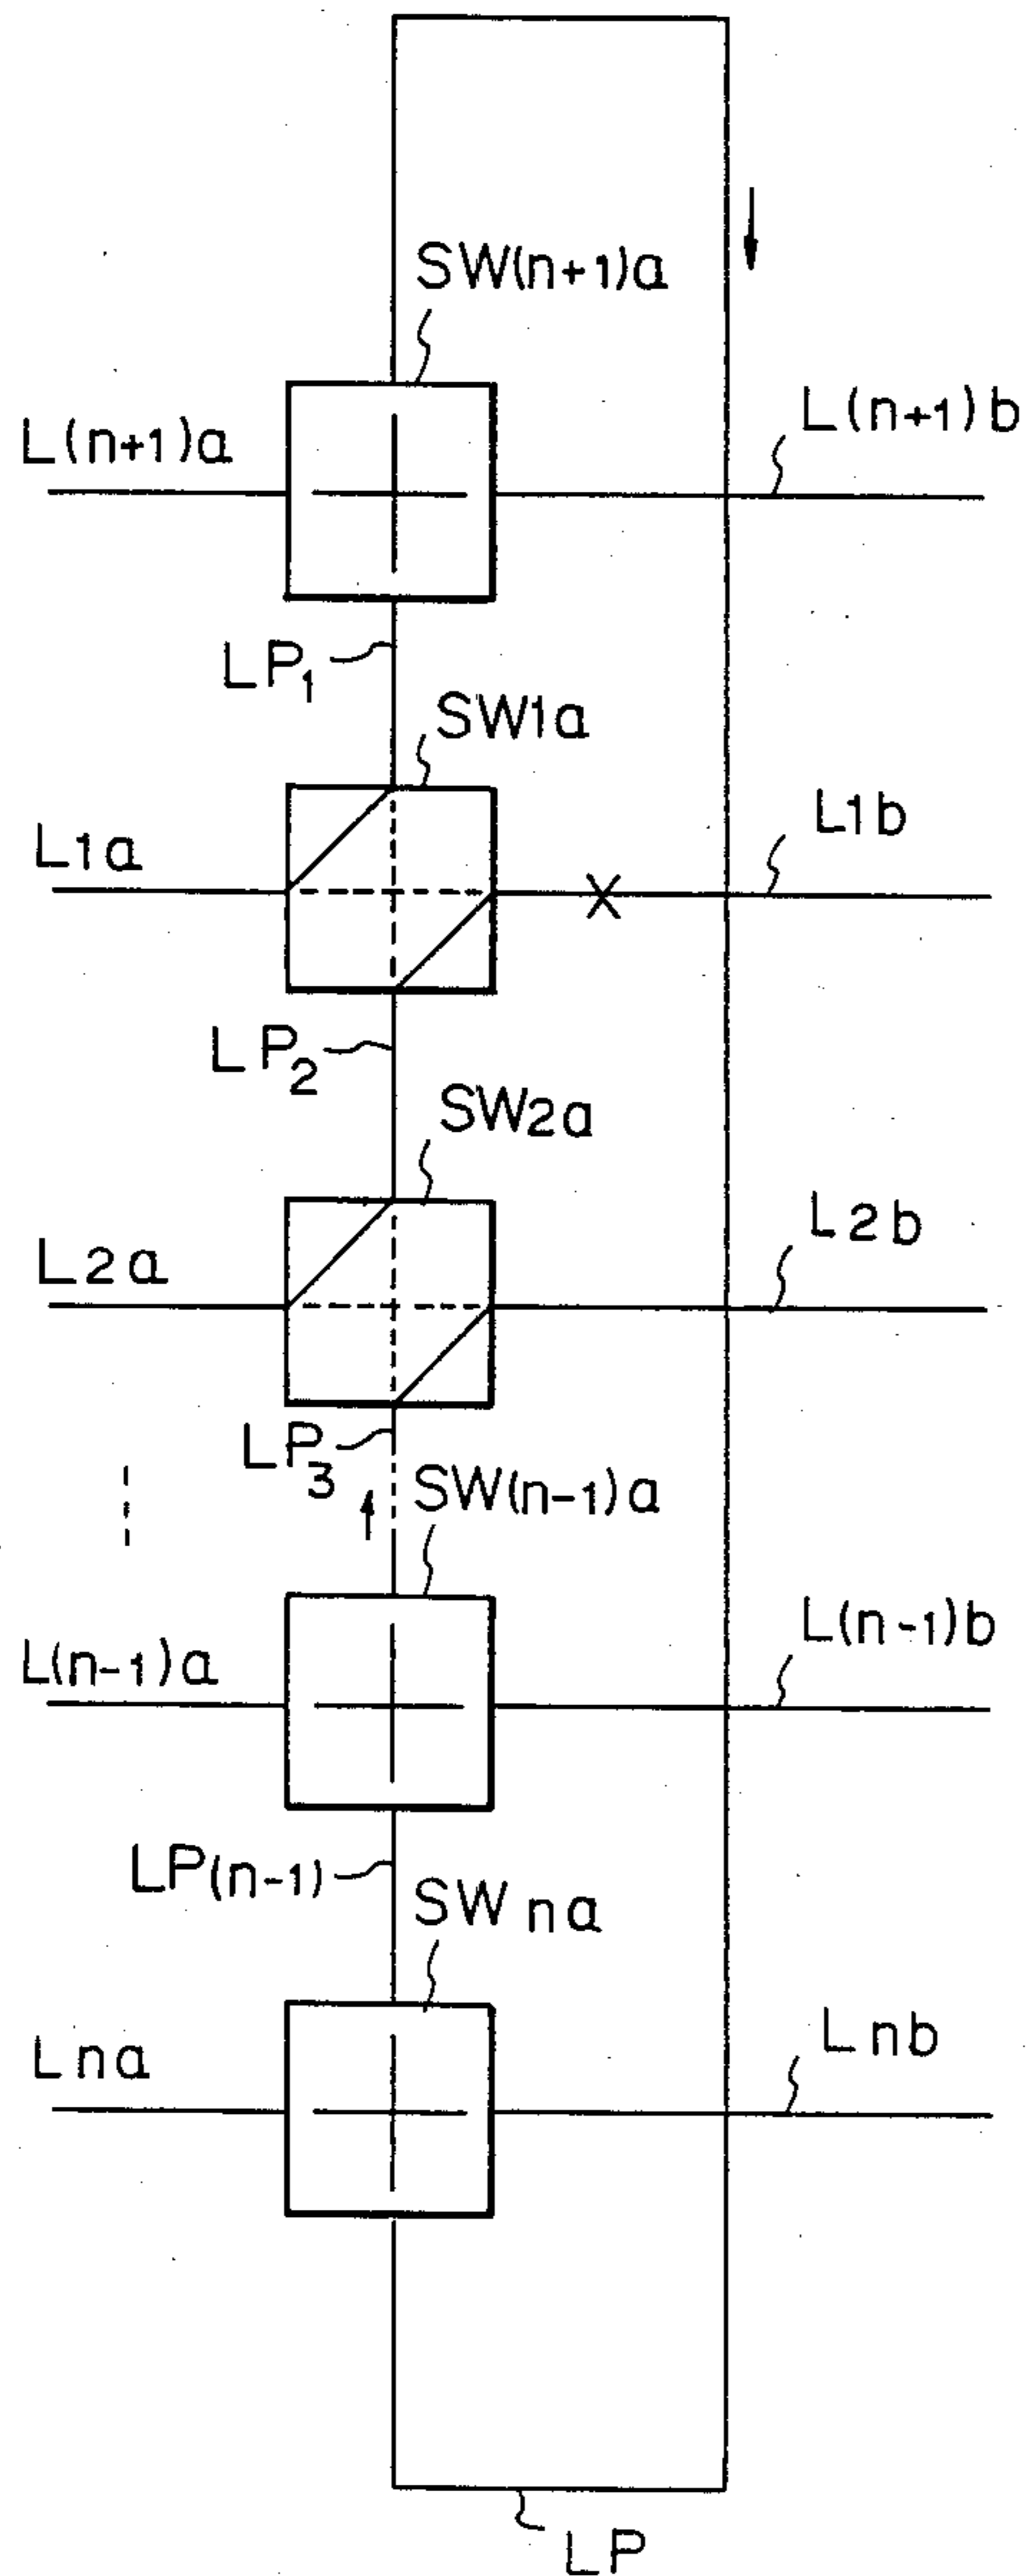 SW(n+1)a
L(n+1)a
L(n+1)b
LP1
SW1a
L1a
L1b
LP2
SW2a
L2a
L2b
LP3
SW(n-1)a
L(n-1)a
L(n-1)b
LP(n-1)
SWna
Lna
Lnb
LP